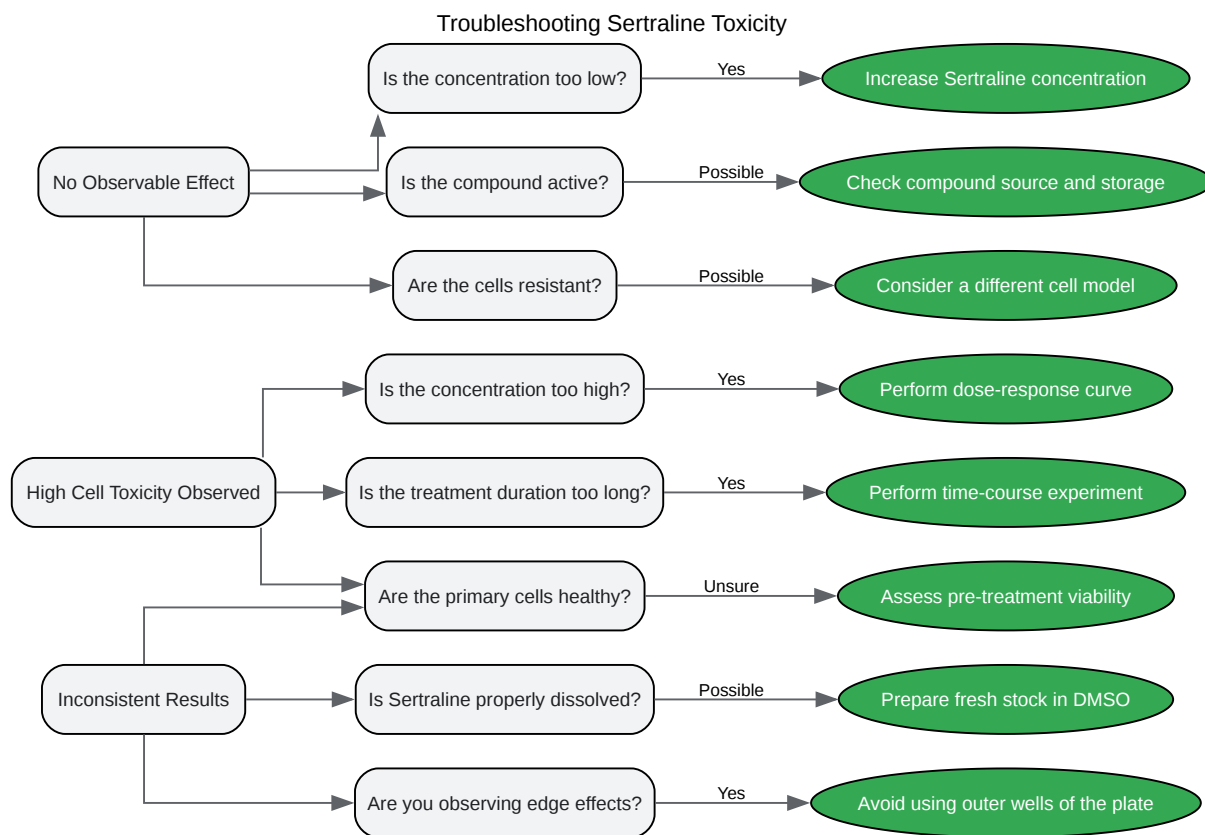 Troubleshooting Sertraline Toxicity
Is the concentration too low?
Yes
Increase Sertraline concentration
No Observable Effect
Is the compound active?
Possible
Check compound source and storage
Are the cells resistant?
Possible
Consider a different cell model
Is the concentration too high?
Yes
Perform dose-response curve
High Cell Toxicity Observed
Is the treatment duration too long?
Yes
Perform time-course experiment
Are the primary cells healthy?
Unsure
Assess pre-treatment viability
Inconsistent Results
Is Sertraline properly dissolved?
Possible
Prepare fresh stock in DMSO
Are you observing edge effects?
Yes
Avoid using outer wells of the plate